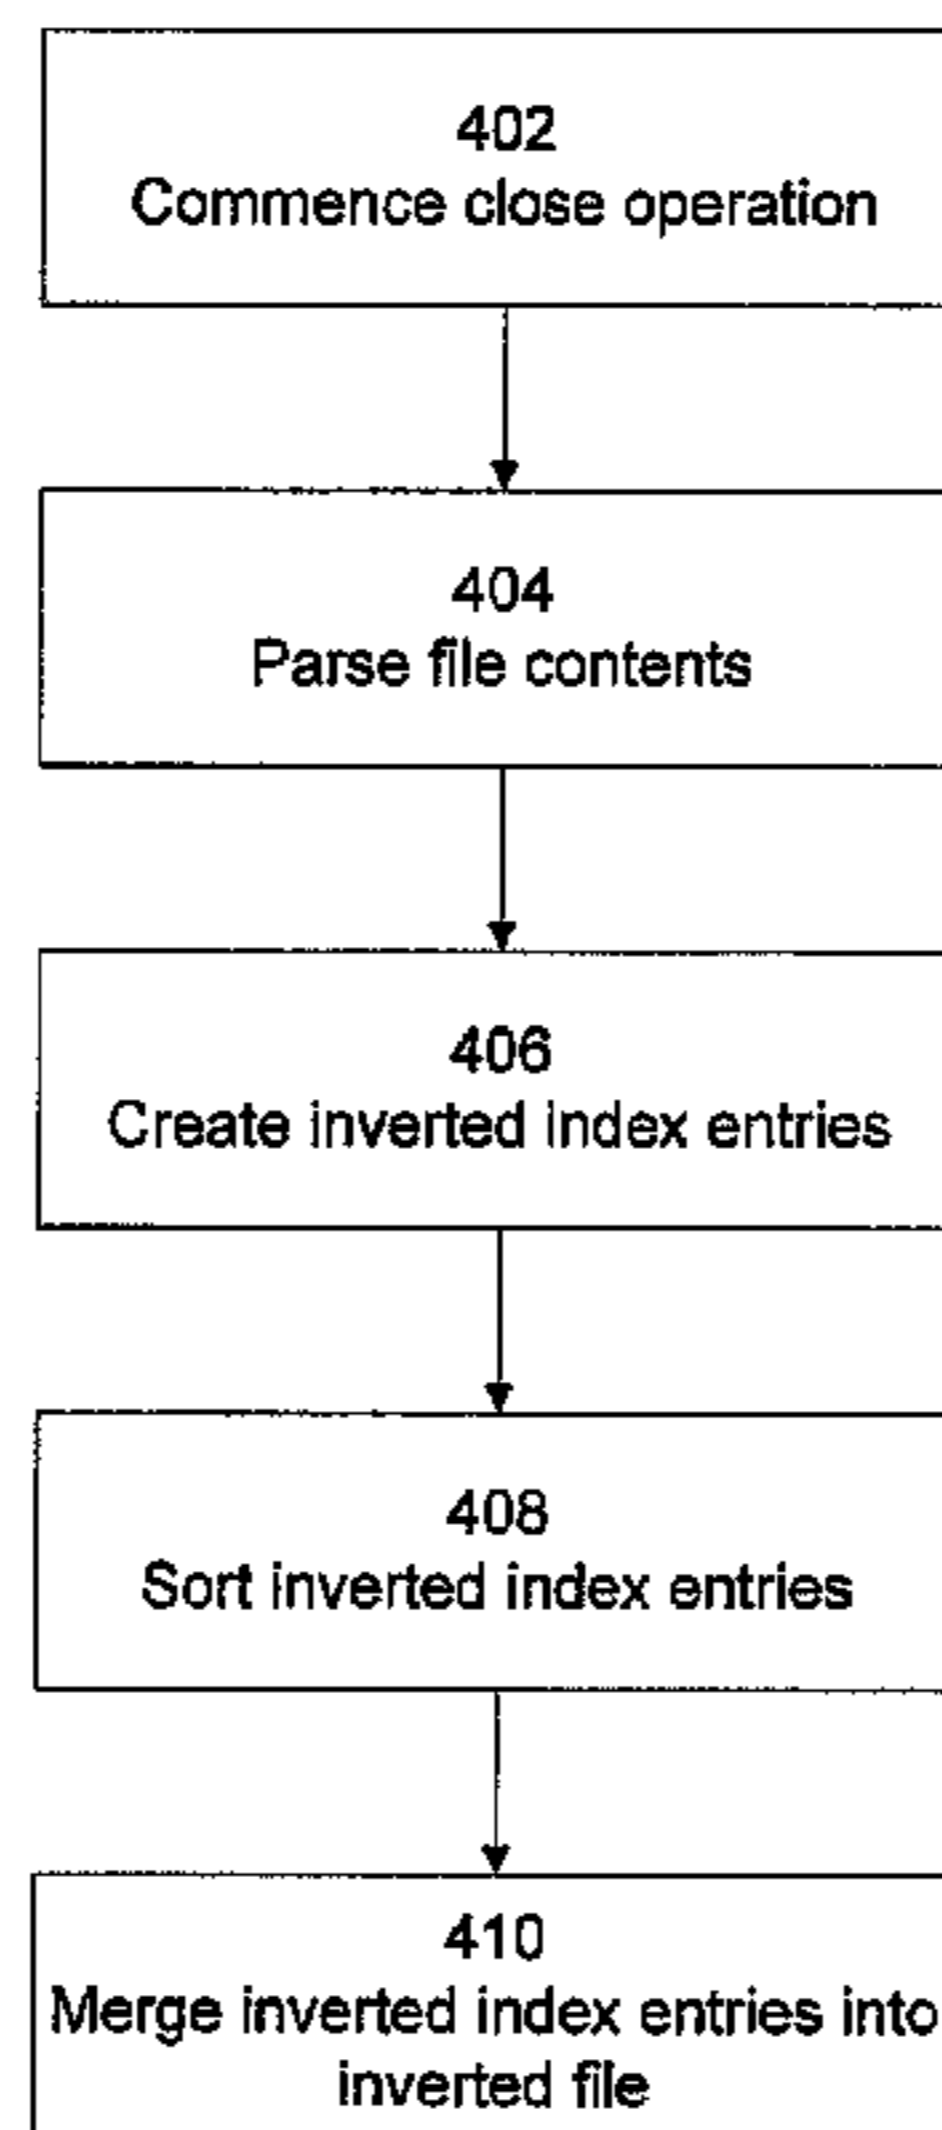 402
Commence close operation
404
Parse file contents
406
Create inverted index entries
408
Sort inverted index entries
410
Merge inverted index entries into
inverted file